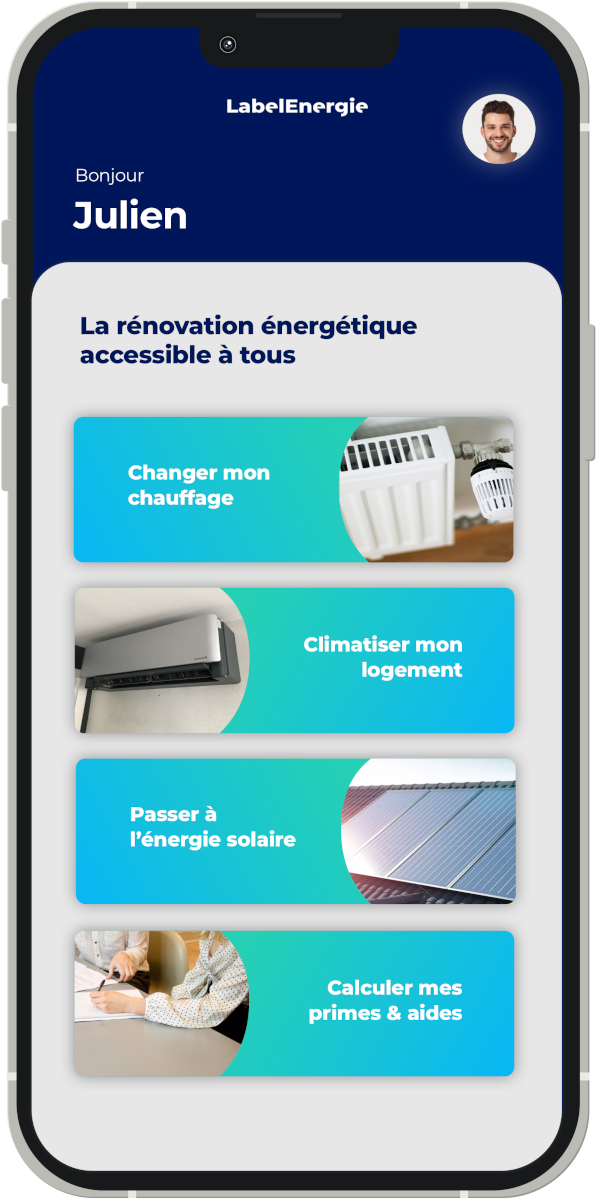 LabelEnergie
Bonjour
Julien
La rénovation énergétique
accessible à tous
Changer mon
chauffage
Climatiser mon
logement
Passer à
l’énergie solaire
Calculer mes
primes & aides